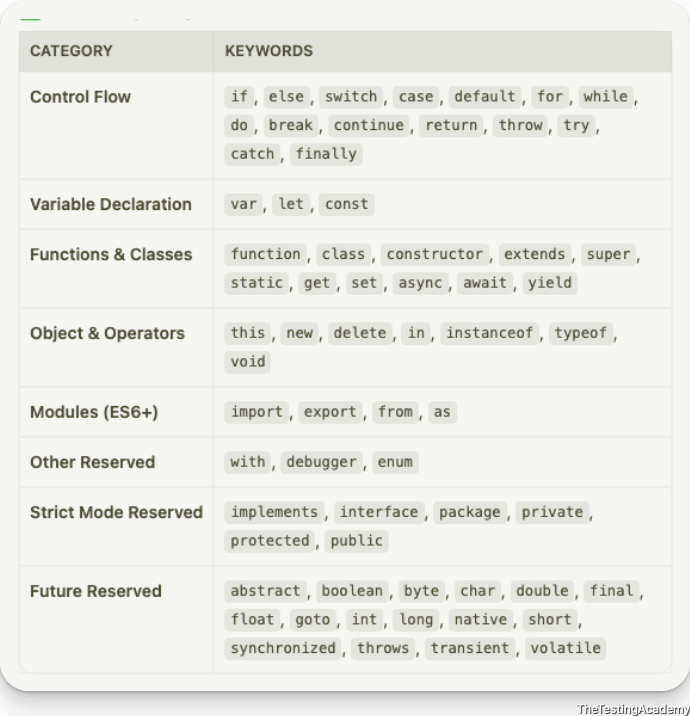 CATEGORY KEYWORDS
Control Flow if, else, switch, case, default, for, while,
do, break, continue, return, throw, try,
catch, finally
Variable Declaration var, let, const
Functions & Classes function, class, constructor, extends, super,
static, get, set, async, await, yield
Object & Operators this, new, delete, in, instanceof, typeof,
void
Modules (ES6+) import, export, from, as
Other Reserved with, debugger, enum
Strict Mode Reserved implements, interface, package, private,
protected, public
Future Reserved abstract, boolean, byte, char, double, final,
float, goto, int, long, native, short,
synchronized, throws, transient, volatile
TheTestingAcademy